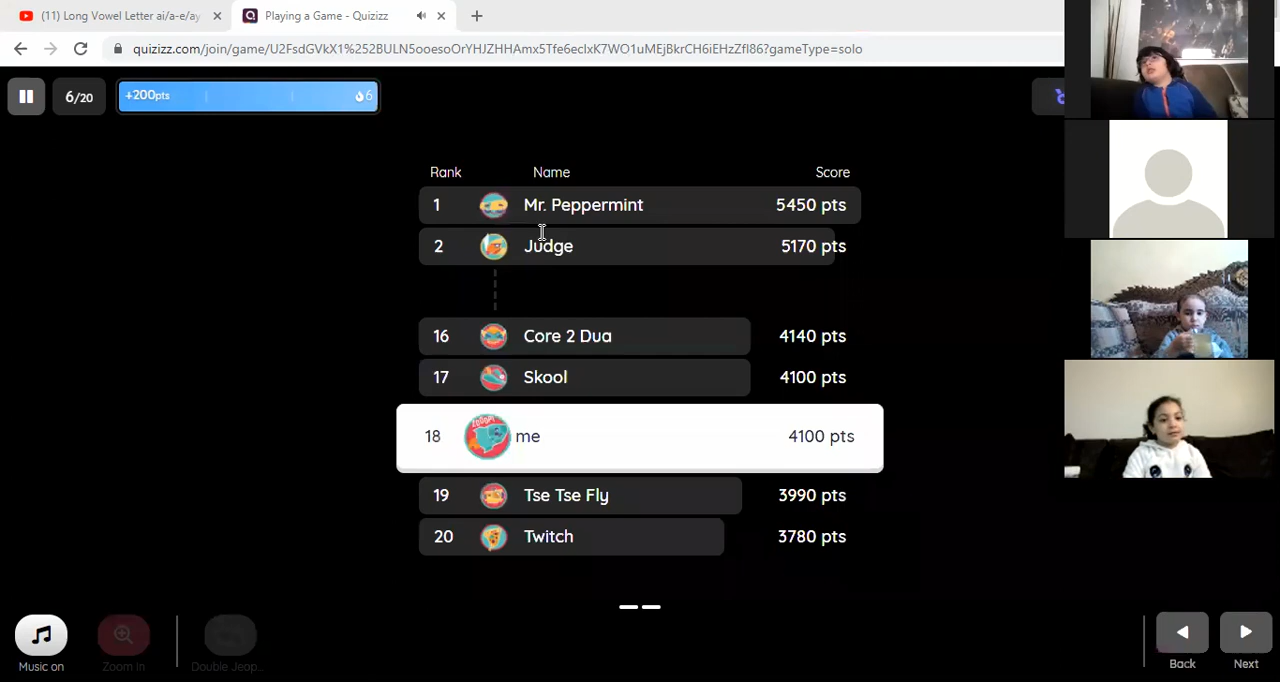 (11) Long Vowel Letter ai/a-e/ay
Playing a Game - Quizizz
quizizz.com/join/game/U2FsdGVkX1%252BULN5ooesoOrYHJZHHAmx5Tfe6eclxK7WO1uMEjBkrCH6iEHzZfl86?gameType=solo
6/20
+200pts
6
Rank Name Score
1 Mr. Peppermint 5450 pts
2 Judge 5170 pts
16 Core 2 Dua 4140 pts
17 Skool 4100 pts
18 me 4100 pts
19 Tse Tse Fly 3990 pts
20 Twitch 3780 pts
Music on
Zoom In
Double Jeop...
Back
Next